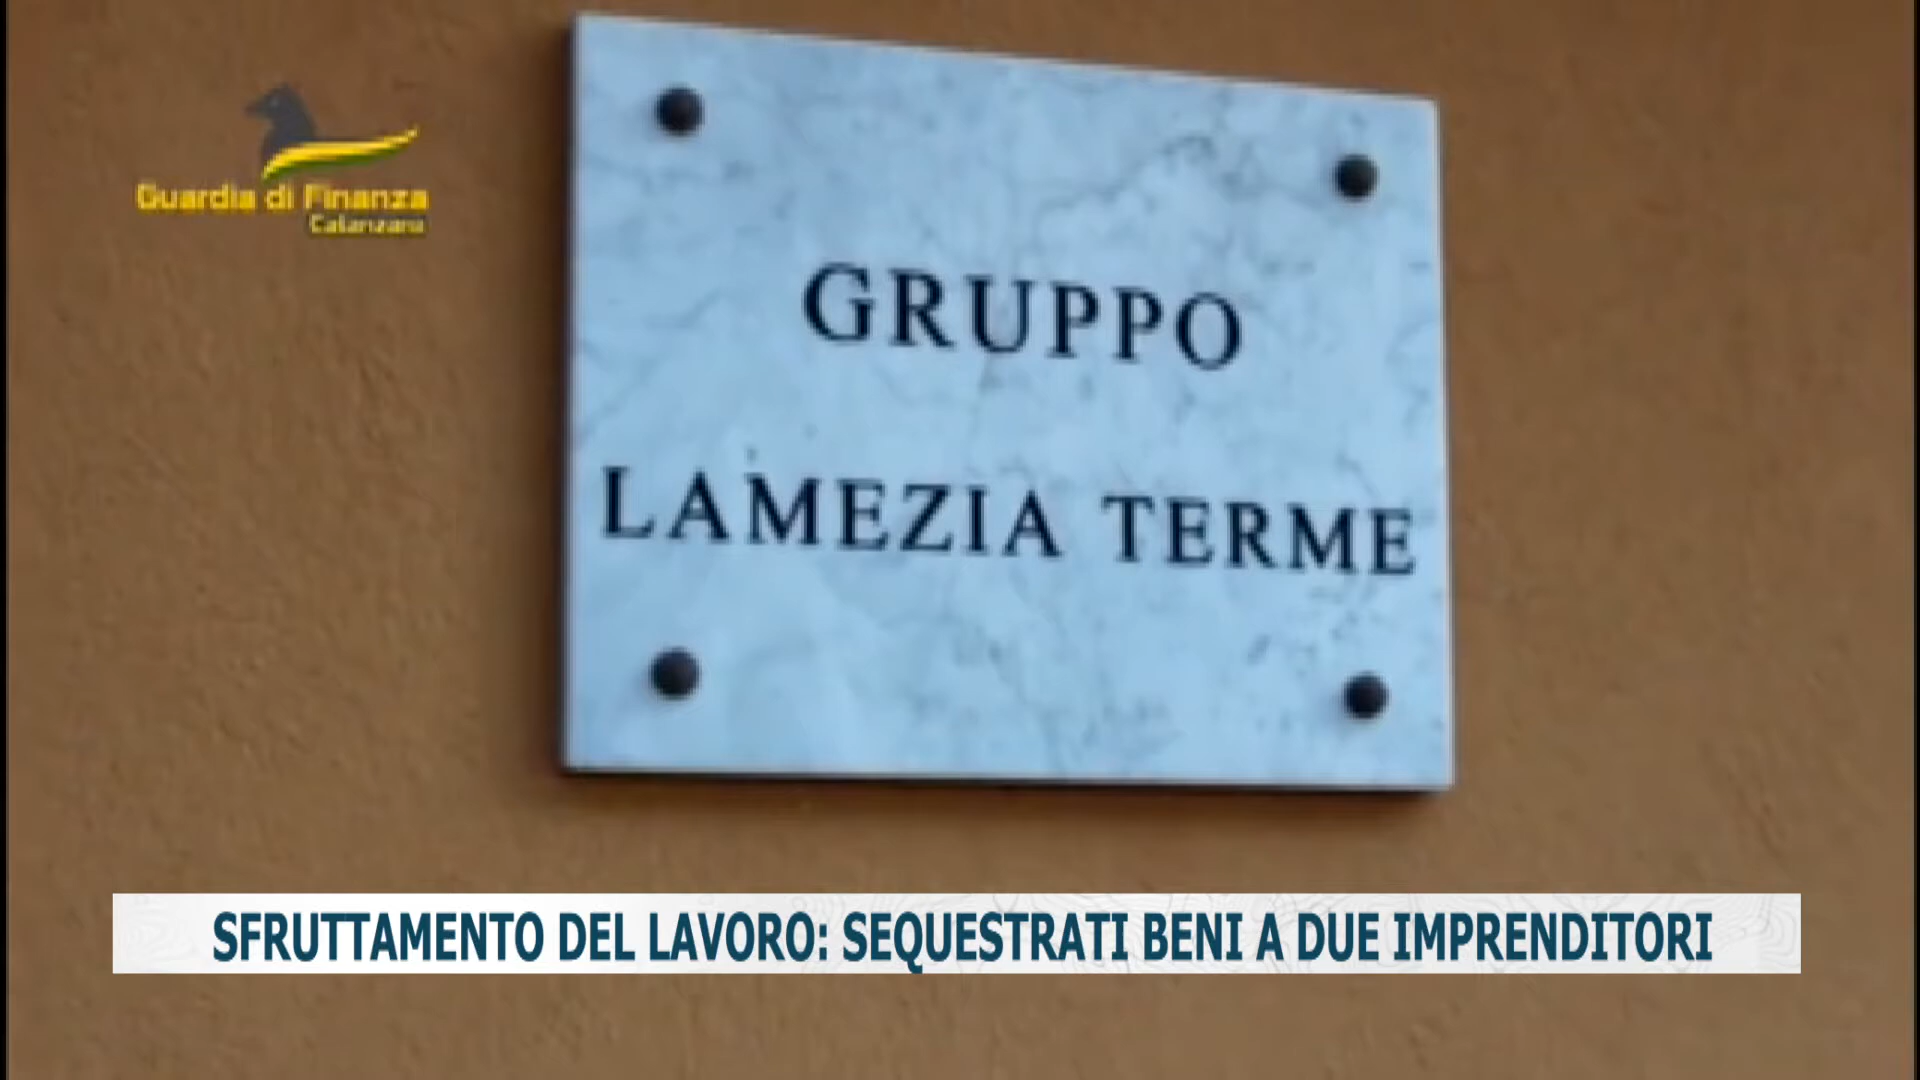 Guardia di Finanza
Catanzaro
GRUPPO
LAMEZIA TERME
SFRUTTAMENTO DEL LAVORO: SEQUESTRATI BENI A DUE IMPRENDITORI